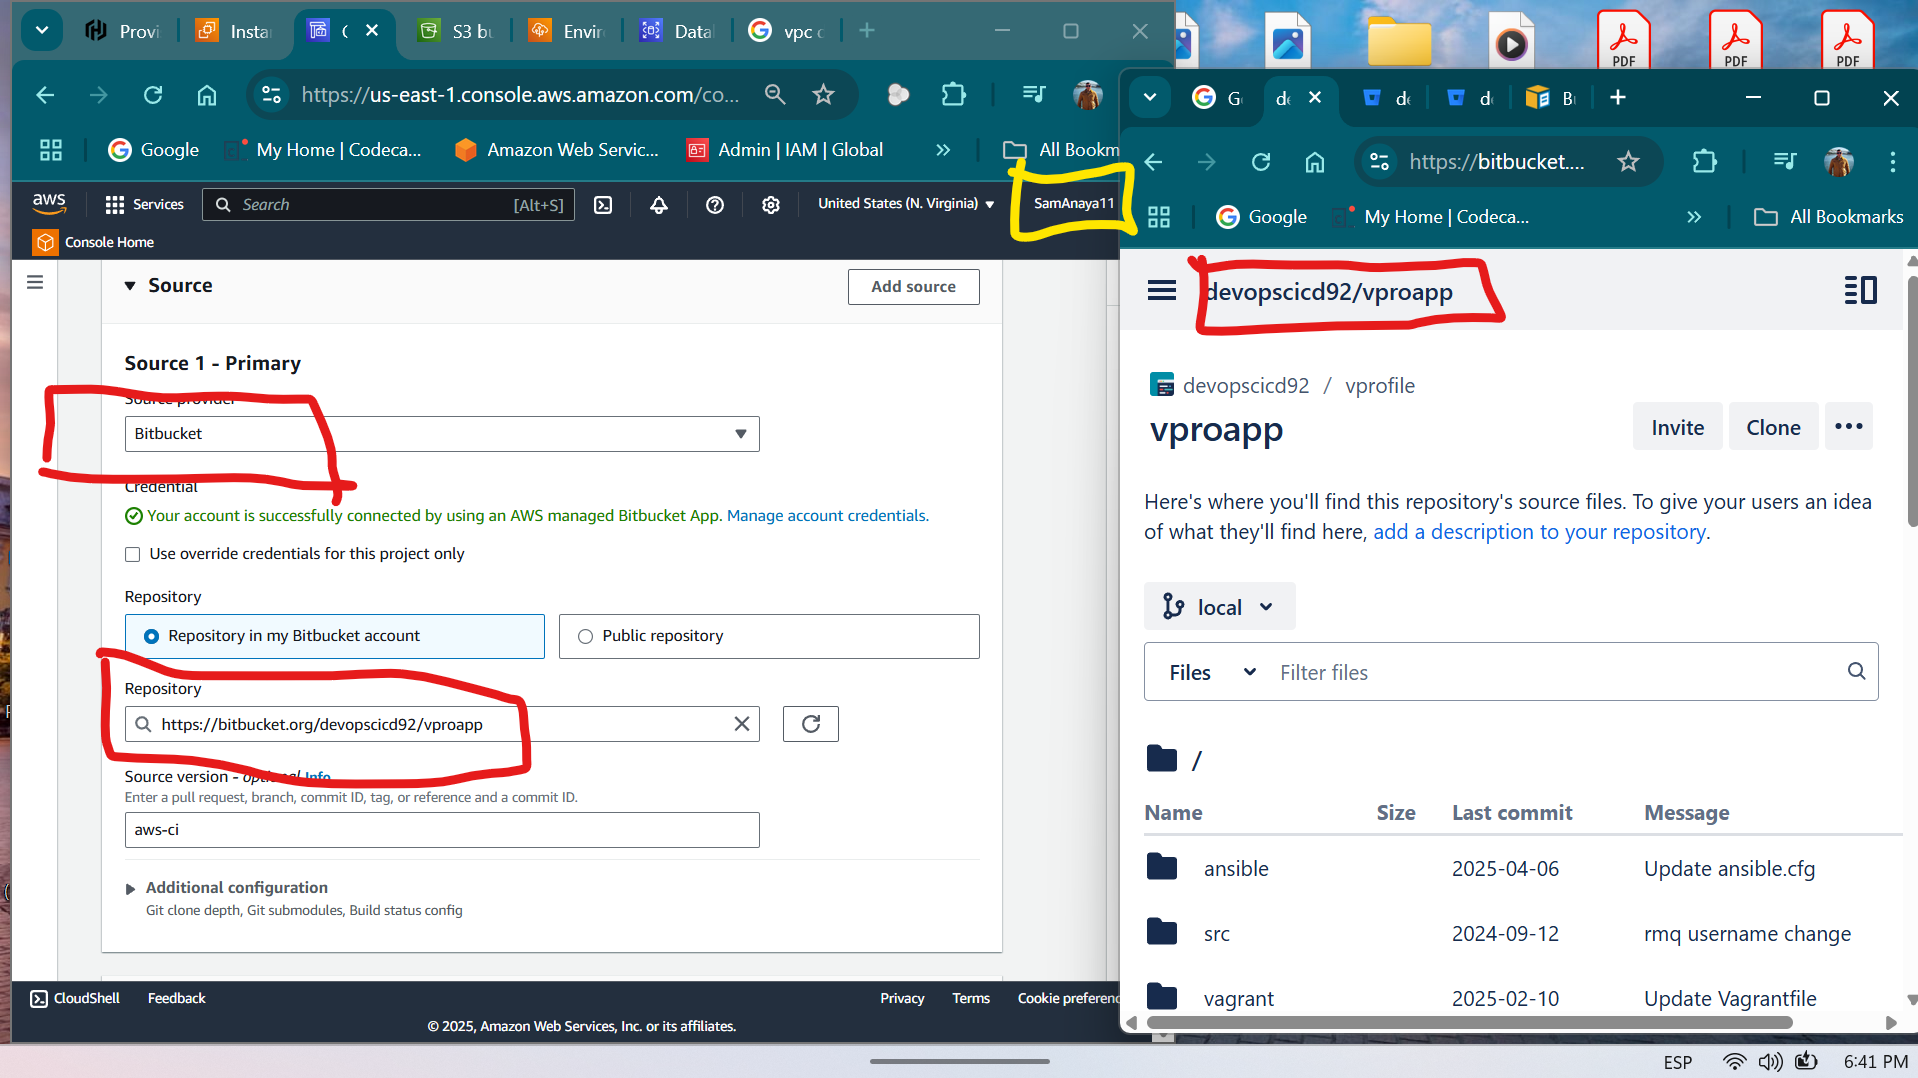 Provi
Insta
C
S3 bu
Envir
Datal
vpc c
https://us-east-1.console.aws.amazon.com/co...
Google
My Home | Codeca...
Amazon Web Servic...
Admin | IAM | Global
»
All Bookm
aws
Services
Search
[Alt+S]
United States (N. Virginia)
SamAnaya11
Console Home
Source
Add source
Source 1 - Primary
Source provider
Bitbucket
Credential
Your account is successfully connected by using an AWS managed Bitbucket App. Manage account credentials.
Use override credentials for this project only
Repository
Repository in my Bitbucket account
Public repository
Repository
https://bitbucket.org/devopscicd92/vproapp
Source version - optional Info
Enter a pull request, branch, commit ID, tag, or reference and a commit ID.
aws-ci
Additional configuration
Git clone depth, Git submodules, Build status config
CloudShell
Feedback
Privacy
Terms
Cookie preferenc
© 2025, Amazon Web Services, Inc. or its affiliates.
PDF
PDF
PDF
G
de
de
de
https://bitbucket....
Google
My Home | Codeca...
»
All Bookmarks
devopscicd92/vproapp
devopscicd92 / vprofile
vproapp
Invite
Clone
Here's where you'll find this repository's source files. To give your users an idea
of what they'll find here, add a description to your repository.
local
Files
Filter files
/
Name Size Last commit Message
ansible 2025-04-06 Update ansible.cfg
src 2024-09-12 rmq username change
vagrant 2025-02-10 Update Vagrantfile
ESP
6:41 PM